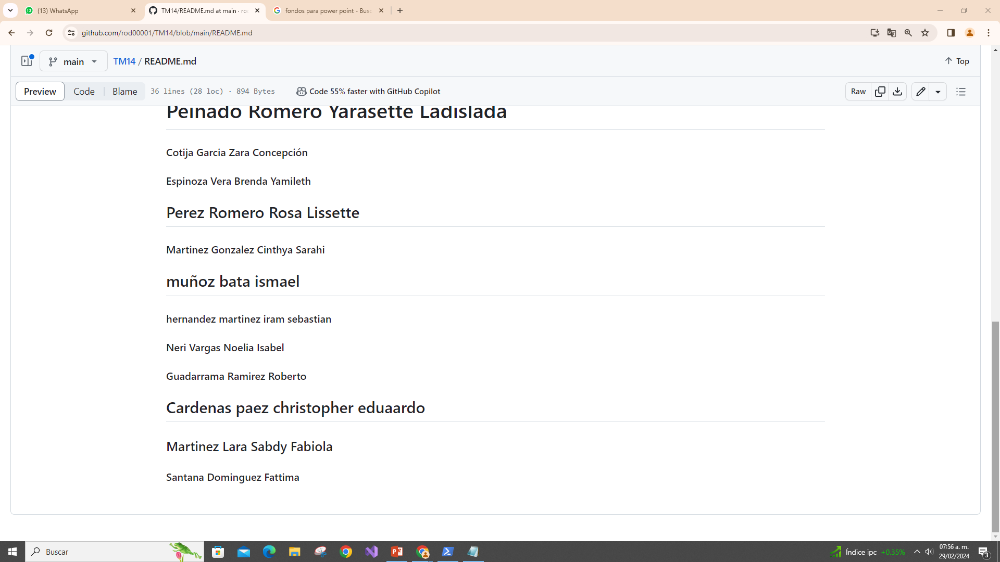 (13) WhatsApp
TM14/README.md at main · ro
fondos para power point - Busc
github.com/rod00001/TM14/blob/main/README.md
main
TM14 / README.md
Top
Preview
Code
Blame
36 lines (28 loc) · 894 Bytes
Code 55% faster with GitHub Copilot
Raw
Peinado Romero Yarasette Ladislada
Cotija Garcia Zara Concepción
Espinoza Vera Brenda Yamileth
Perez Romero Rosa Lissette
Martinez Gonzalez Cinthya Sarahi
muñoz bata ismael
hernandez martinez iram sebastian
Neri Vargas Noelia Isabel
Guadarrama Ramirez Roberto
Cardenas paez christopher eduaardo
Martinez Lara Sabdy Fabiola
Santana Dominguez Fattima
Buscar
Índice ipc +0.35%
07:56 a. m.
29/02/2024
3